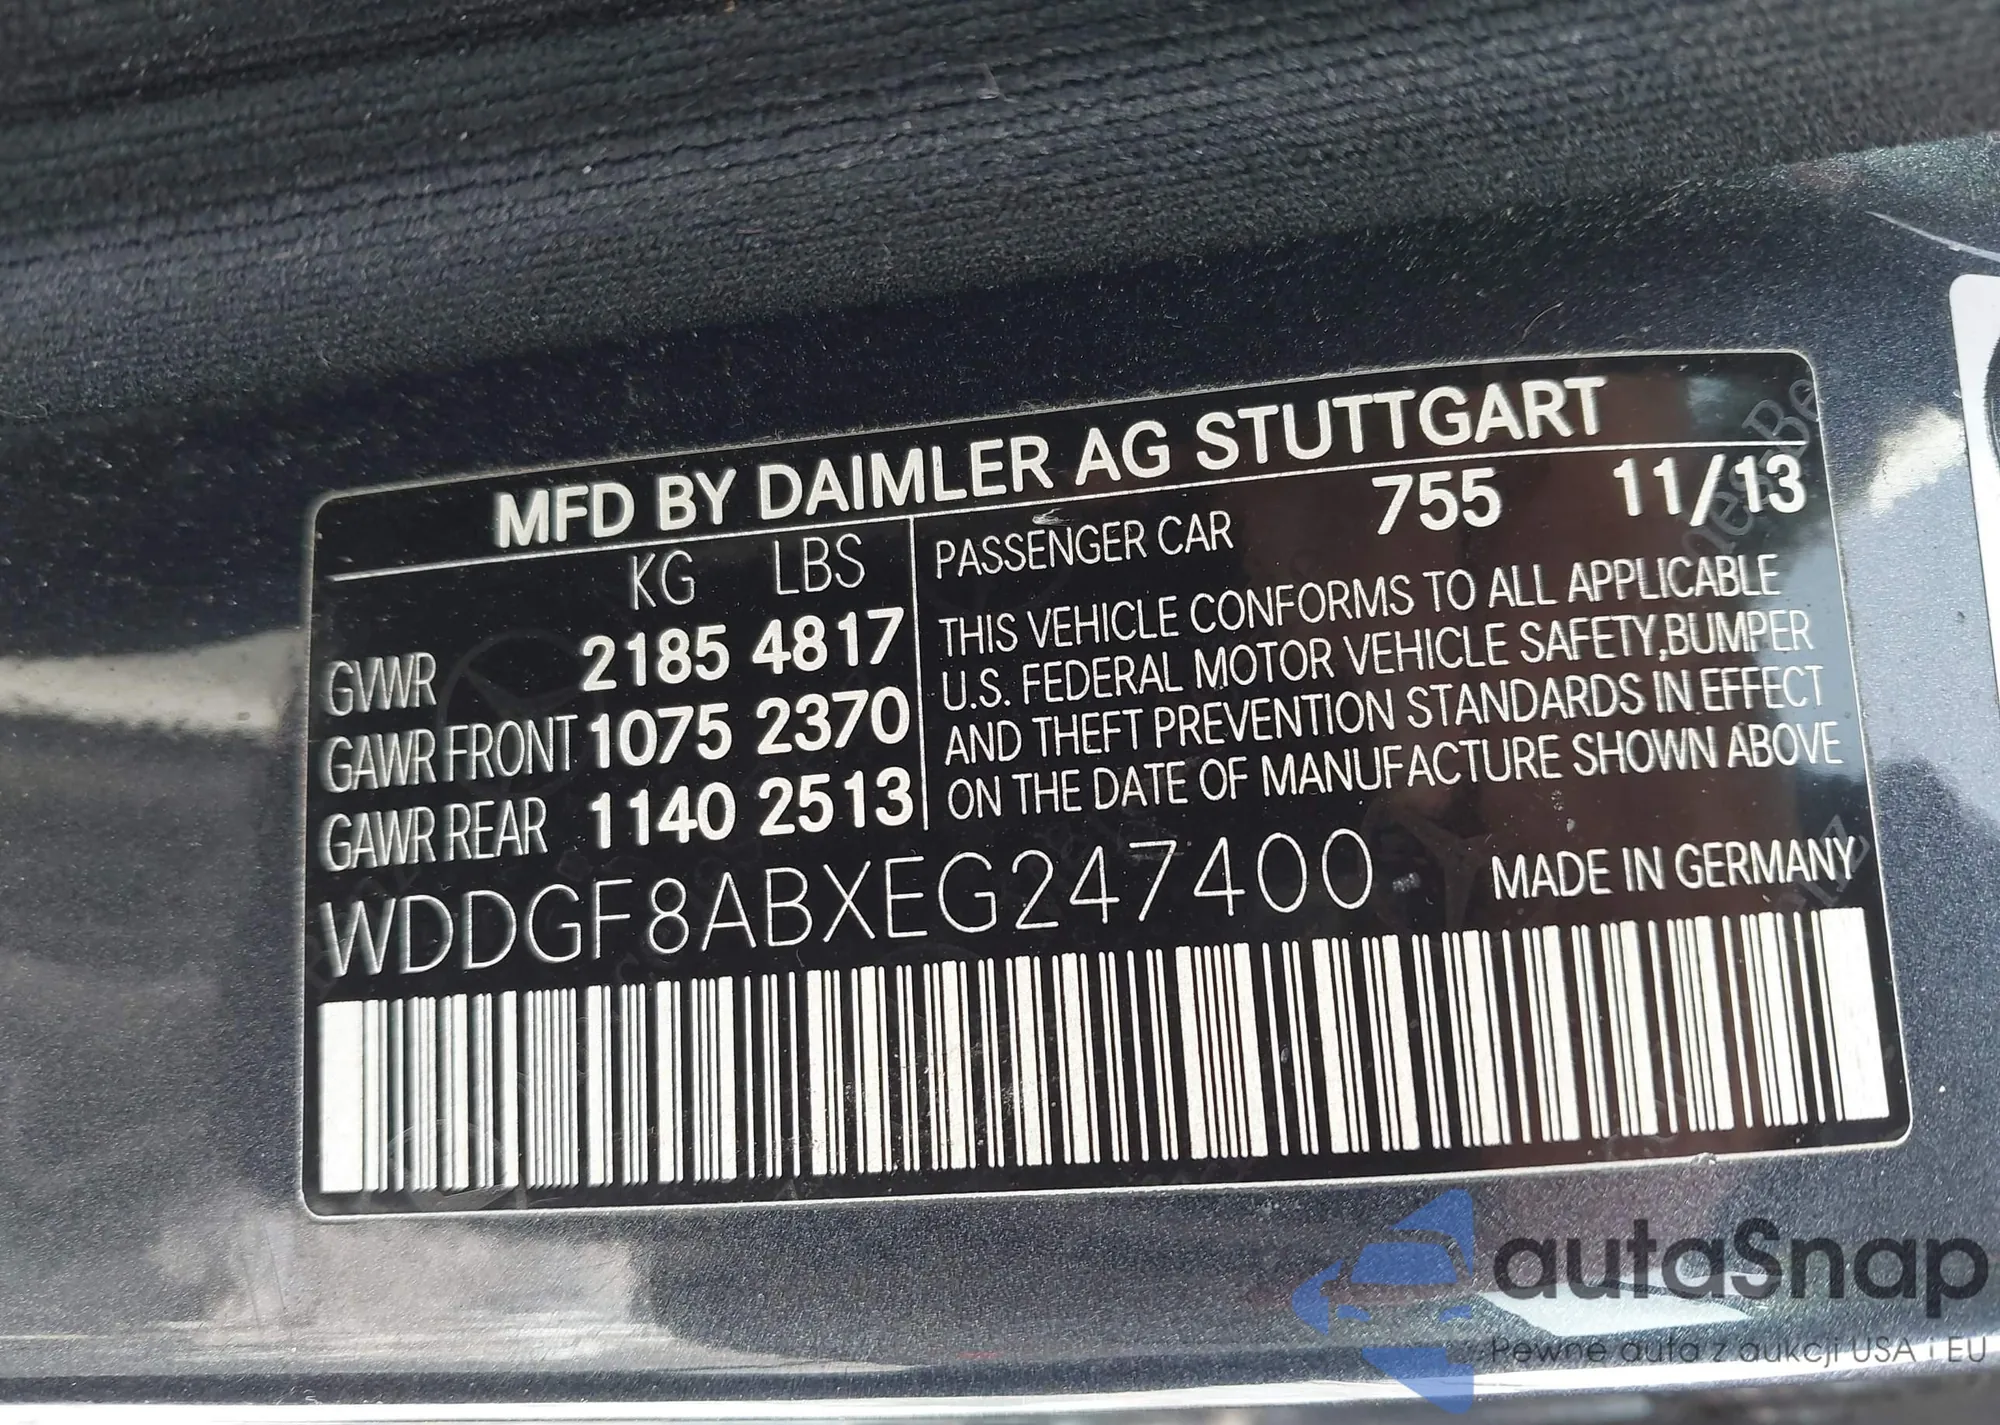 MFD BY DAIMLER AG STUTTGART
KG LBS
GVWR 2185 4817
GAWR FRONT 1075 2370
GAWR REAR 1140 2513
PASSENGER CAR 755 11/13
THIS VEHICLE CONFORMS TO ALL APPLICABLE
U.S. FEDERAL MOTOR VEHICLE SAFETY,BUMPER
AND THEFT PREVENTION STANDARDS IN EFFECT
ON THE DATE OF MANUFACTURE SHOWN ABOVE
WDDGF8ABXEG247400
MADE IN GERMANY
autaSnap
Pewne auta z aukcji USA i EU